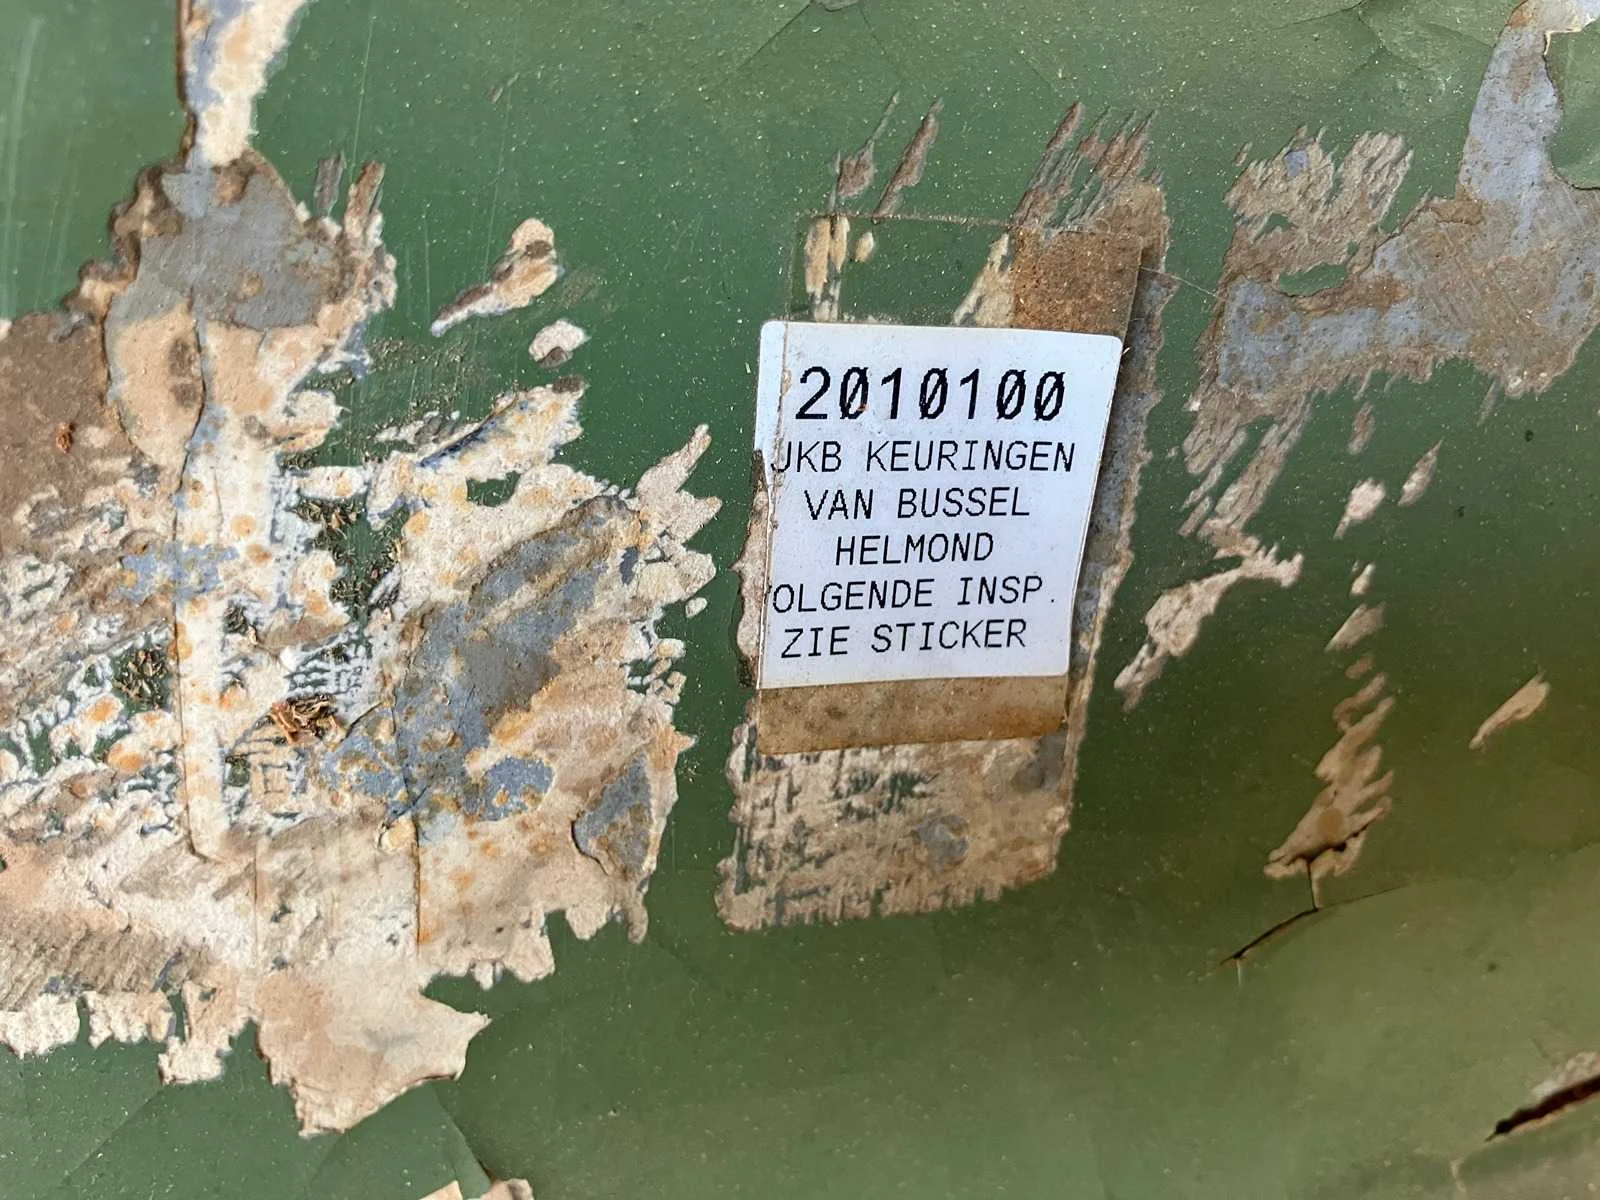 2010100
JKB KEURINGEN
VAN BUSSEL
HELMOND
OLGENDE INSP.
ZIE STICKER